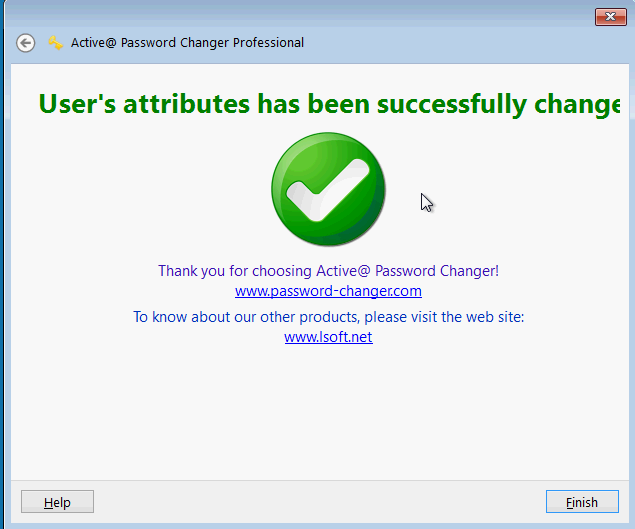 Active@ Password Changer Professional
User's attributes has been successfully change
Thank you for choosing Active@ Password Changer!
www.password-changer.com
To know about our other products, please visit the web site:
www.lsoft.net
Help
Finish